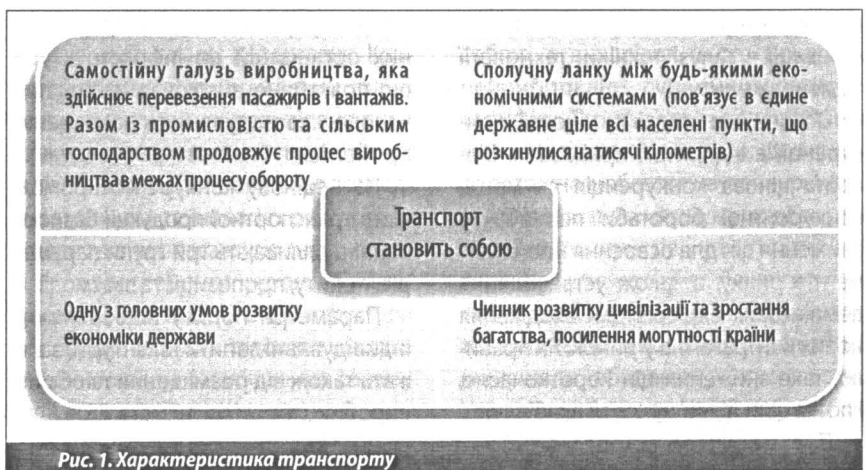 Самостійну галузь виробництва, яка
здійснює перевезення пасажирів і вантажів.
Разом із промисловістю та сільським
господарством продовжує процес вироб-
ництва в межах процесу обороту
Сполучну ланку між будь-якими еко-
номічними системами (пов'язує в єдине
державне ціле всі населені пункти, що
розкинулися на тисячі кілометрів)
Транспорт
становить собою
Одну з головних умов розвитку
економіки держави
Чинник розвитку цивілізації та зростання
багатства, посилення могутності країни
Рис. 1. Характеристика транспорту